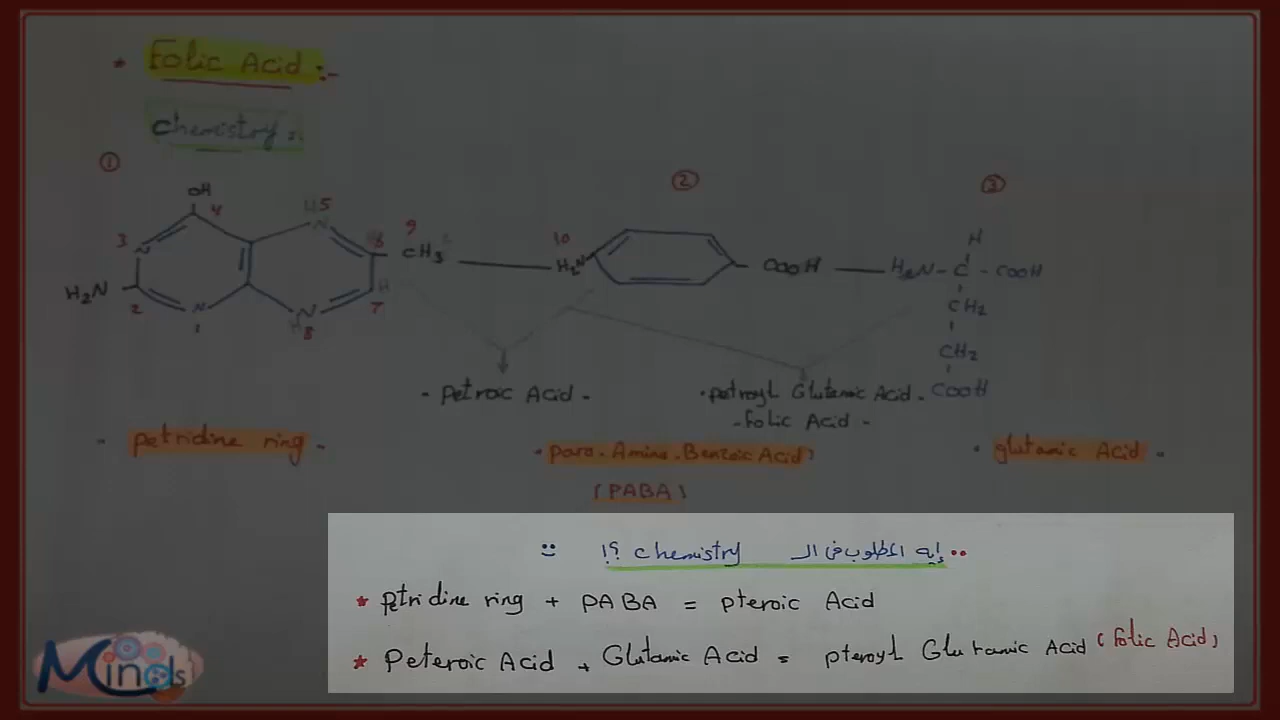 * Folic Acid :-
Chemistry :.
① ② ③
OH
H5
4
N
3 N
6
9
CH3
10
H2N
COOH
H
H2N - C - COOH
H2N
2
N
1
N
H 8
H
7
CH2
CH2
COOH
- Petroic Acid -
• petroyl Glutamic Acid -
- folic Acid -
- petridine ring -
• para - Amino - Benzoic Acid
(PABA)
• glutamic Acid •
•• إيه المطلوب فى الـ chemistry ؟!
* petridine ring + PABA = pteroic Acid
* Peteroic Acid + Glutamic Acid = pteroyl Glutamic Acid (Folic Acid)
Minds